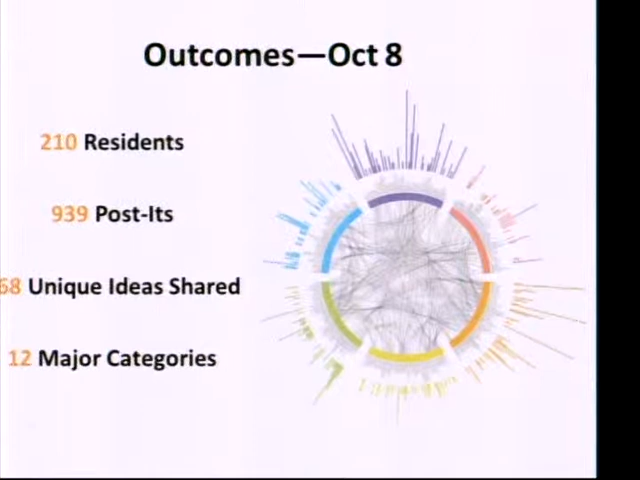 Outcomes—Oct 8
210 Residents
939 Post-Its
68 Unique Ideas Shared
12 Major Categories